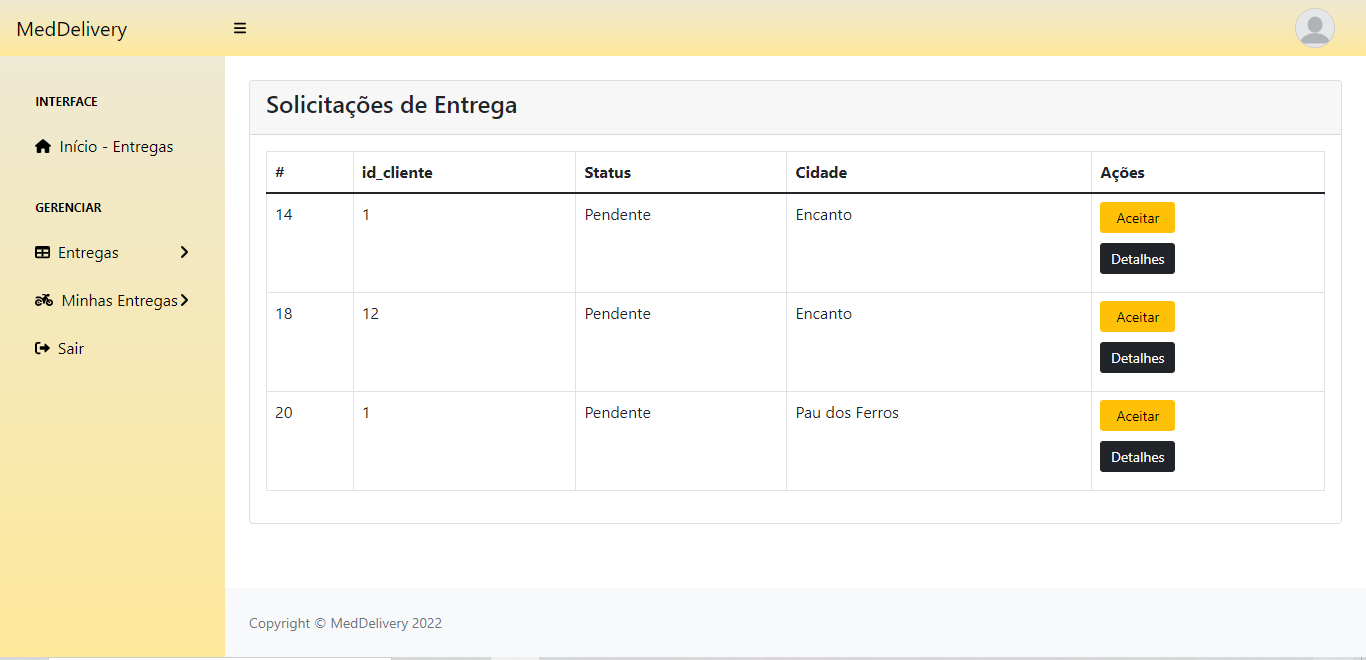 MedDelivery
INTERFACE
Início - Entregas
GERENCIAR
Entregas
Minhas Entregas
Sair
Solicitações de Entrega
# id_cliente Status Cidade Ações
14 1 Pendente Encanto Aceitar
Detalhes
18 12 Pendente Encanto Aceitar
Detalhes
20 1 Pendente Pau dos Ferros Aceitar
Detalhes
Copyright © MedDelivery 2022